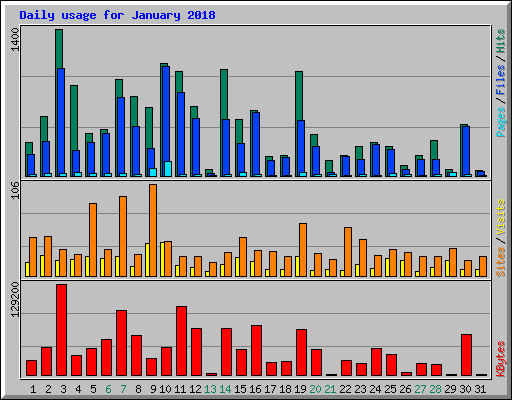 Daily usage for January 2018
1400
Pages / Files / Hits
106
Sites / Visits
129200
KBytes
1 2 3 4 5 6 7 8 9 10 11 12 13 14 15 16 17 18 19 20 21 22 23 24 25 26 27 28 29 30 31